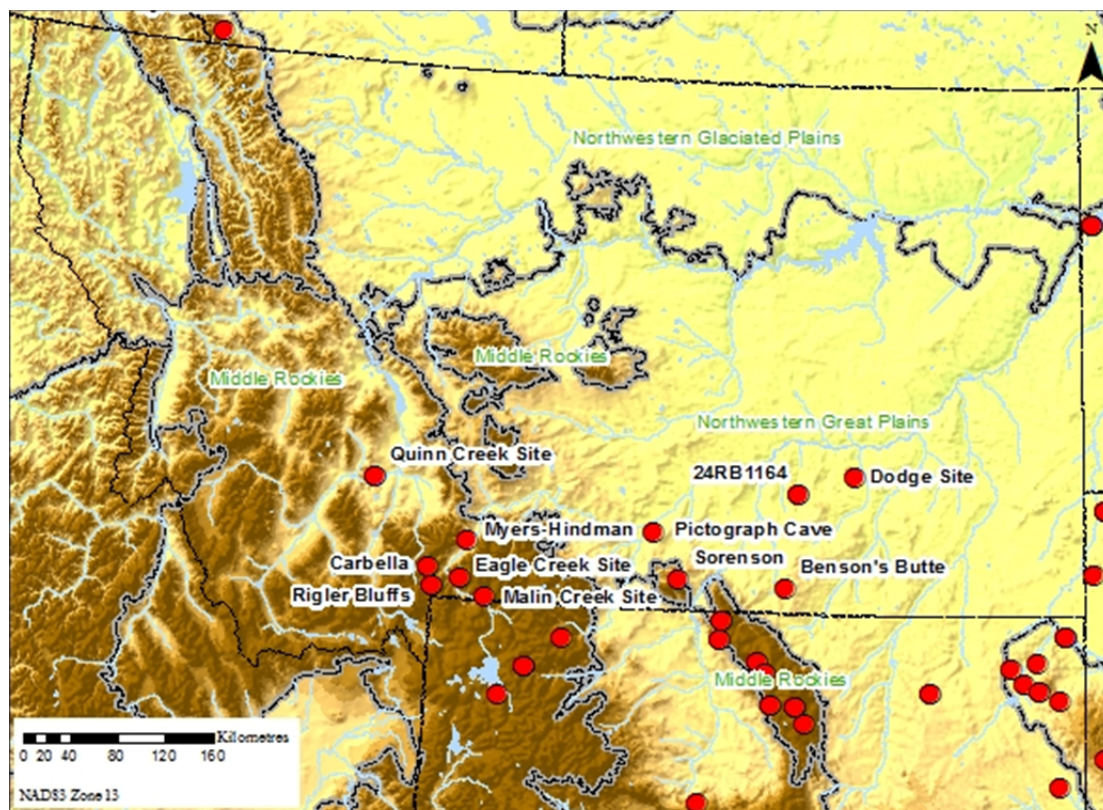 N
Northwestern Glaciated Plains
Middle Rockies
Middle Rockies
Northwestern Great Plains
Quinn Creek Site
24RB1164
Dodge Site
Myers-Hindman
Pictograph Cave
Carbella
Eagle Creek Site
Sorenson
Benson's Butte
Rigler Bluffs
Malin Creek Site
Middle Rockies
Kilometres
0 20 40 80 120 160
NAD83 Zone 13